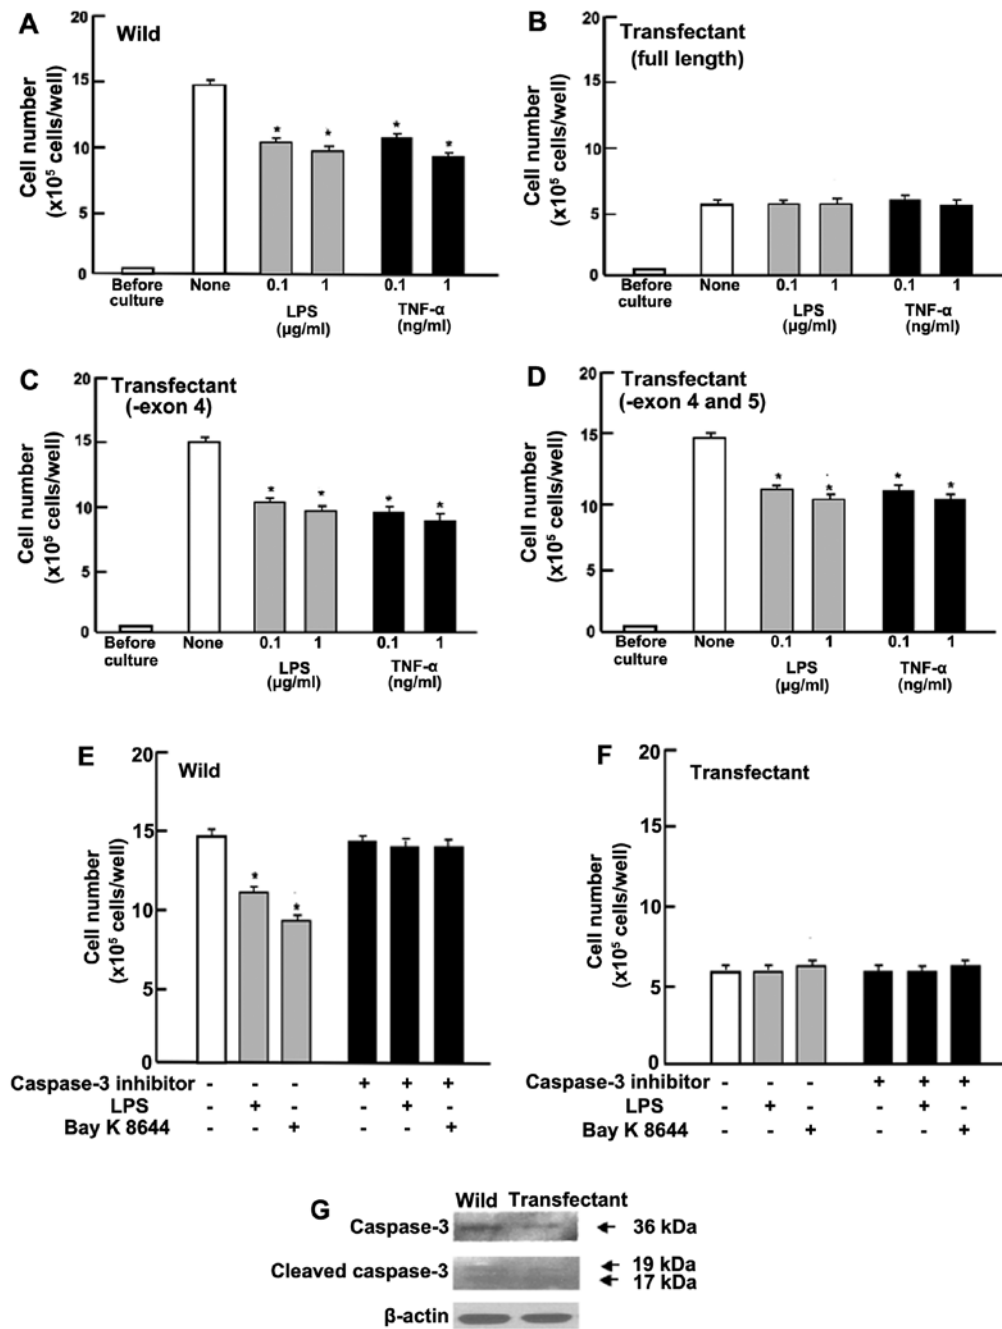 A
Wild
Cell number
(x10⁵ cells/well)
20
15
10
5
0
Before culture
None
0.1
1
0.1
1
LPS
(µg/ml)
TNF-α
(ng/ml)
B
Transfectant
(full length)
Cell number
(x10⁵ cells/well)
20
15
10
5
0
Before culture
None
0.1
1
0.1
1
LPS
(µg/ml)
TNF-α
(ng/ml)
C
Transfectant
(-exon 4)
Cell number
(x10⁵ cells/well)
20
15
10
5
0
Before culture
None
0.1
1
0.1
1
LPS
(µg/ml)
TNF-α
(ng/ml)
D
Transfectant
(-exon 4 and 5)
Cell number
(x10⁵ cells/well)
20
15
10
5
0
Before culture
None
0.1
1
0.1
1
LPS
(µg/ml)
TNF-α
(ng/ml)
E
Wild
Cell number
(x10⁵ cells/well)
20
15
10
5
0
Caspase-3 inhibitor - - - + + +
LPS - + - - + -
Bay K 8644 - - + - - +
F
Transfectant
Cell number
(x10⁵ cells/well)
20
15
10
5
0
Caspase-3 inhibitor - - - + + +
LPS - + - - + -
Bay K 8644 - - + - - +
G
Wild Transfectant
Caspase-3
36 kDa
Cleaved caspase-3
19 kDa
17 kDa
β-actin